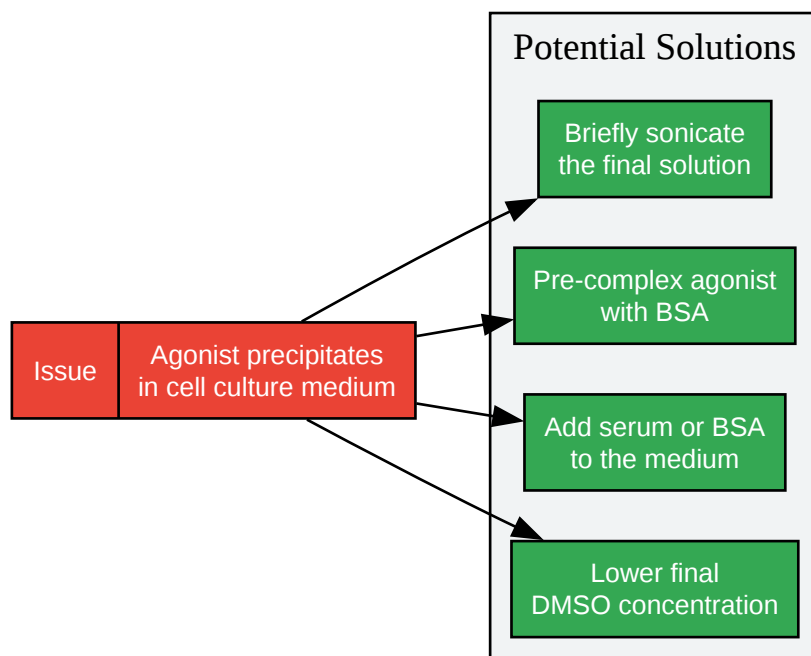 Potential Solutions
Briefly sonicate
the final solution
Pre-complex agonist
with BSA
Issue
Agonist precipitates
in cell culture medium
Add serum or BSA
to the medium
Lower final
DMSO concentration